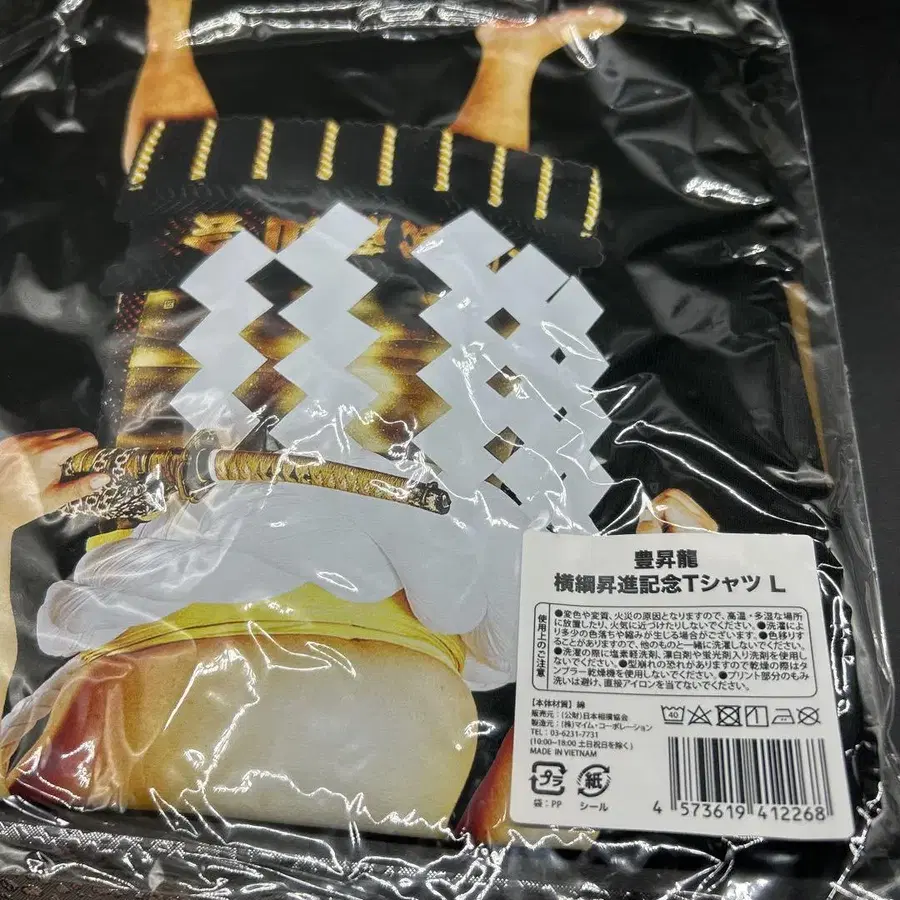 豊昇龍
横綱昇進記念Tシャツ L
使用上のご注意
●変色や変質、火災の原因となりますので、高温・多湿な場所
に放置したり、火気に近づけたりしないでください。●洗濯によ
り多少の色落ちや縮みが生じる場合がございます。●色移りす
ることがありますので、他のものと一緒に洗濯しないでください。
●洗濯の際に塩素軽洗剤、漂白剤や蛍光剤入り洗剤を使用し
ないでください。●型崩れの恐れがありますので乾燥の際はタ
ンブラー乾燥機を使用しないでください。●プリント部分のもみ
洗いは避け、直接アイロンを当てないでください。
【本体材質】綿
販売元：(公財)日本相撲協会
製造元：(株)マイム・コーポレーション
TEL：03-6231-7731
(10:00~18:00 土日祝日を除く)
MADE IN VIETNAM
40
プラ
袋：PP
紙
シール
4 573619 412268